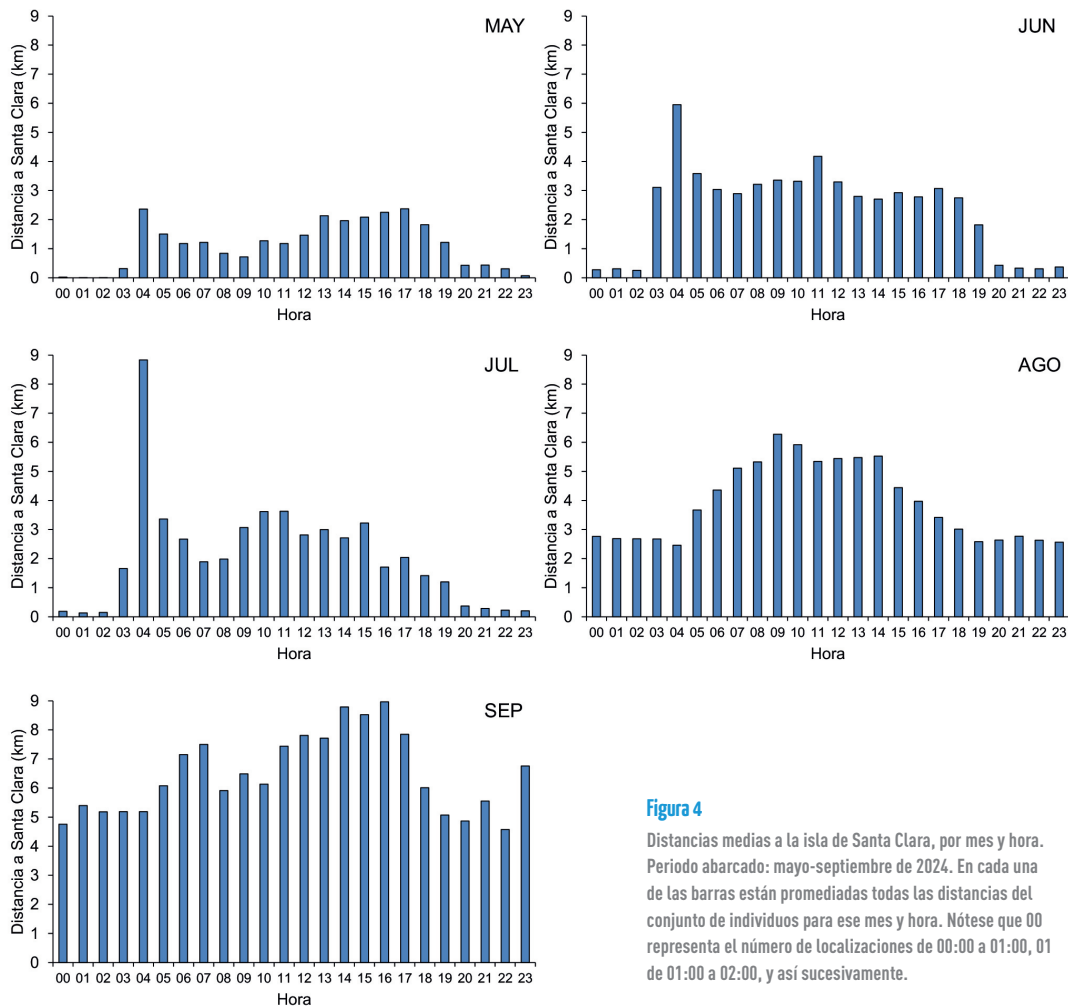 MAY
Distancia a Santa Clara (km)
9
8
7
6
5
4
3
2
1
0
00 01 02 03 04 05 06 07 08 09 10 11 12 13 14 15 16 17 18 19 20 21 22 23
Hora
JUN
Distancia a Santa Clara (km)
9
8
7
6
5
4
3
2
1
0
00 01 02 03 04 05 06 07 08 09 10 11 12 13 14 15 16 17 18 19 20 21 22 23
Hora
JUL
Distancia a Santa Clara (km)
9
8
7
6
5
4
3
2
1
0
00 01 02 03 04 05 06 07 08 09 10 11 12 13 14 15 16 17 18 19 20 21 22 23
Hora
AGO
Distancia a Santa Clara (km)
9
8
7
6
5
4
3
2
1
0
00 01 02 03 04 05 06 07 08 09 10 11 12 13 14 15 16 17 18 19 20 21 22 23
Hora
SEP
Distancia a Santa Clara (km)
9
8
7
6
5
4
3
2
1
0
00 01 02 03 04 05 06 07 08 09 10 11 12 13 14 15 16 17 18 19 20 21 22 23
Hora
Figura 4
Distancias medias a la isla de Santa Clara, por mes y hora.
Periodo abarcado: mayo-septiembre de 2024. En cada una
de las barras están promediadas todas las distancias del
conjunto de individuos para ese mes y hora. Nótese que 00
representa el número de localizaciones de 00:00 a 01:00, 01
de 01:00 a 02:00, y así sucesivamente.